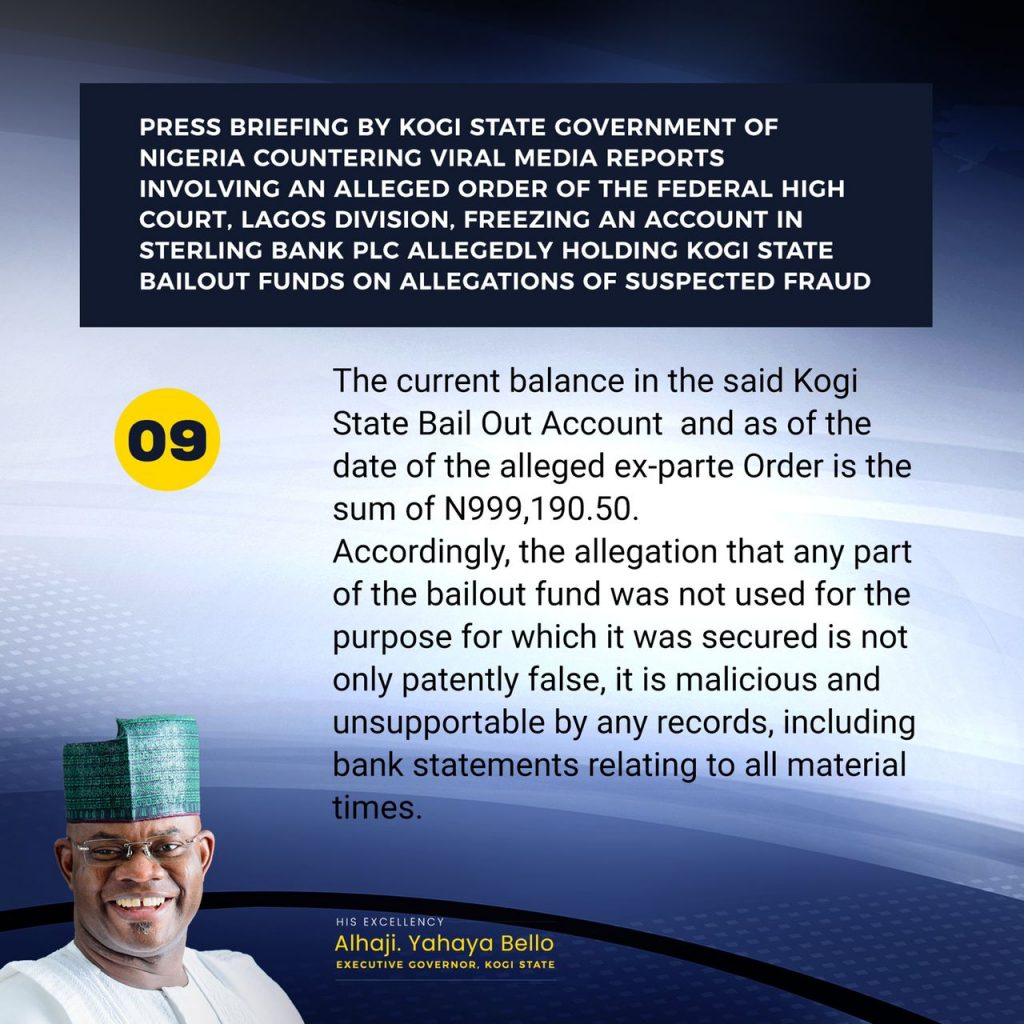 PRESS BRIEFING BY KOGI STATE GOVERNMENT OF
NIGERIA COUNTERING VIRAL MEDIA REPORTS
INVOLVING AN ALLEGED ORDER OF THE FEDERAL HIGH
COURT, LAGOS DIVISION, FREEZING AN ACCOUNT IN
STERLING BANK PLC ALLEGEDLY HOLDING KOGI STATE
BAILOUT FUNDS ON ALLEGATIONS OF SUSPECTED FRAUD
09
The current balance in the said Kogi
State Bail Out Account  and as of the
date of the alleged ex-parte Order is the
sum of N999,190.50.
Accordingly, the allegation that any part
of the bailout fund was not used for the
purpose for which it was secured is not
only patently false, it is malicious and
unsupportable by any records, including
bank statements relating to all material
times.
HIS EXCELLENCY
Alhaji. Yahaya Bello
EXECUTIVE GOVERNOR, KOGI STATE